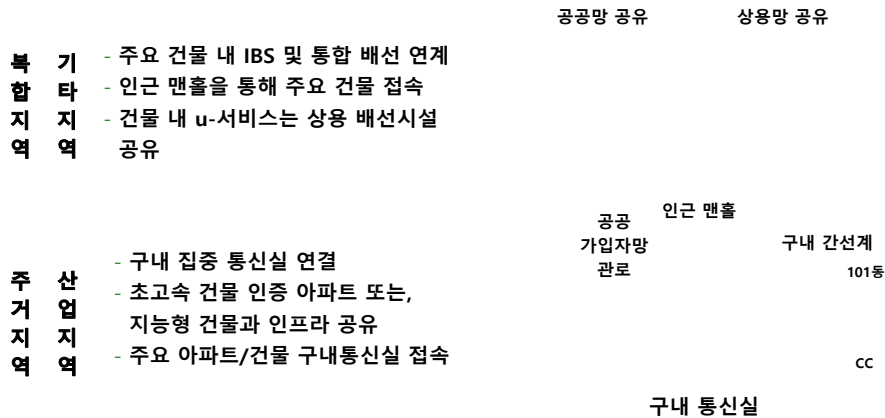 공공망 공유
상용망 공유
복합지역
기타지역
- 주요 건물 내 IBS 및 통합 배선 연계
- 인근 맨홀을 통해 주요 건물 접속
- 건물 내 u-서비스는 상용 배선시설
공유
주거지역
산업지역
- 구내 집중 통신실 연결
- 초고속 건물 인증 아파트 또는,
지능형 건물과 인프라 공유
- 주요 아파트/건물 구내통신실 접속
인근 맨홀
공공
가입자망
관로
구내 간선계
101동
CC
구내 통신실